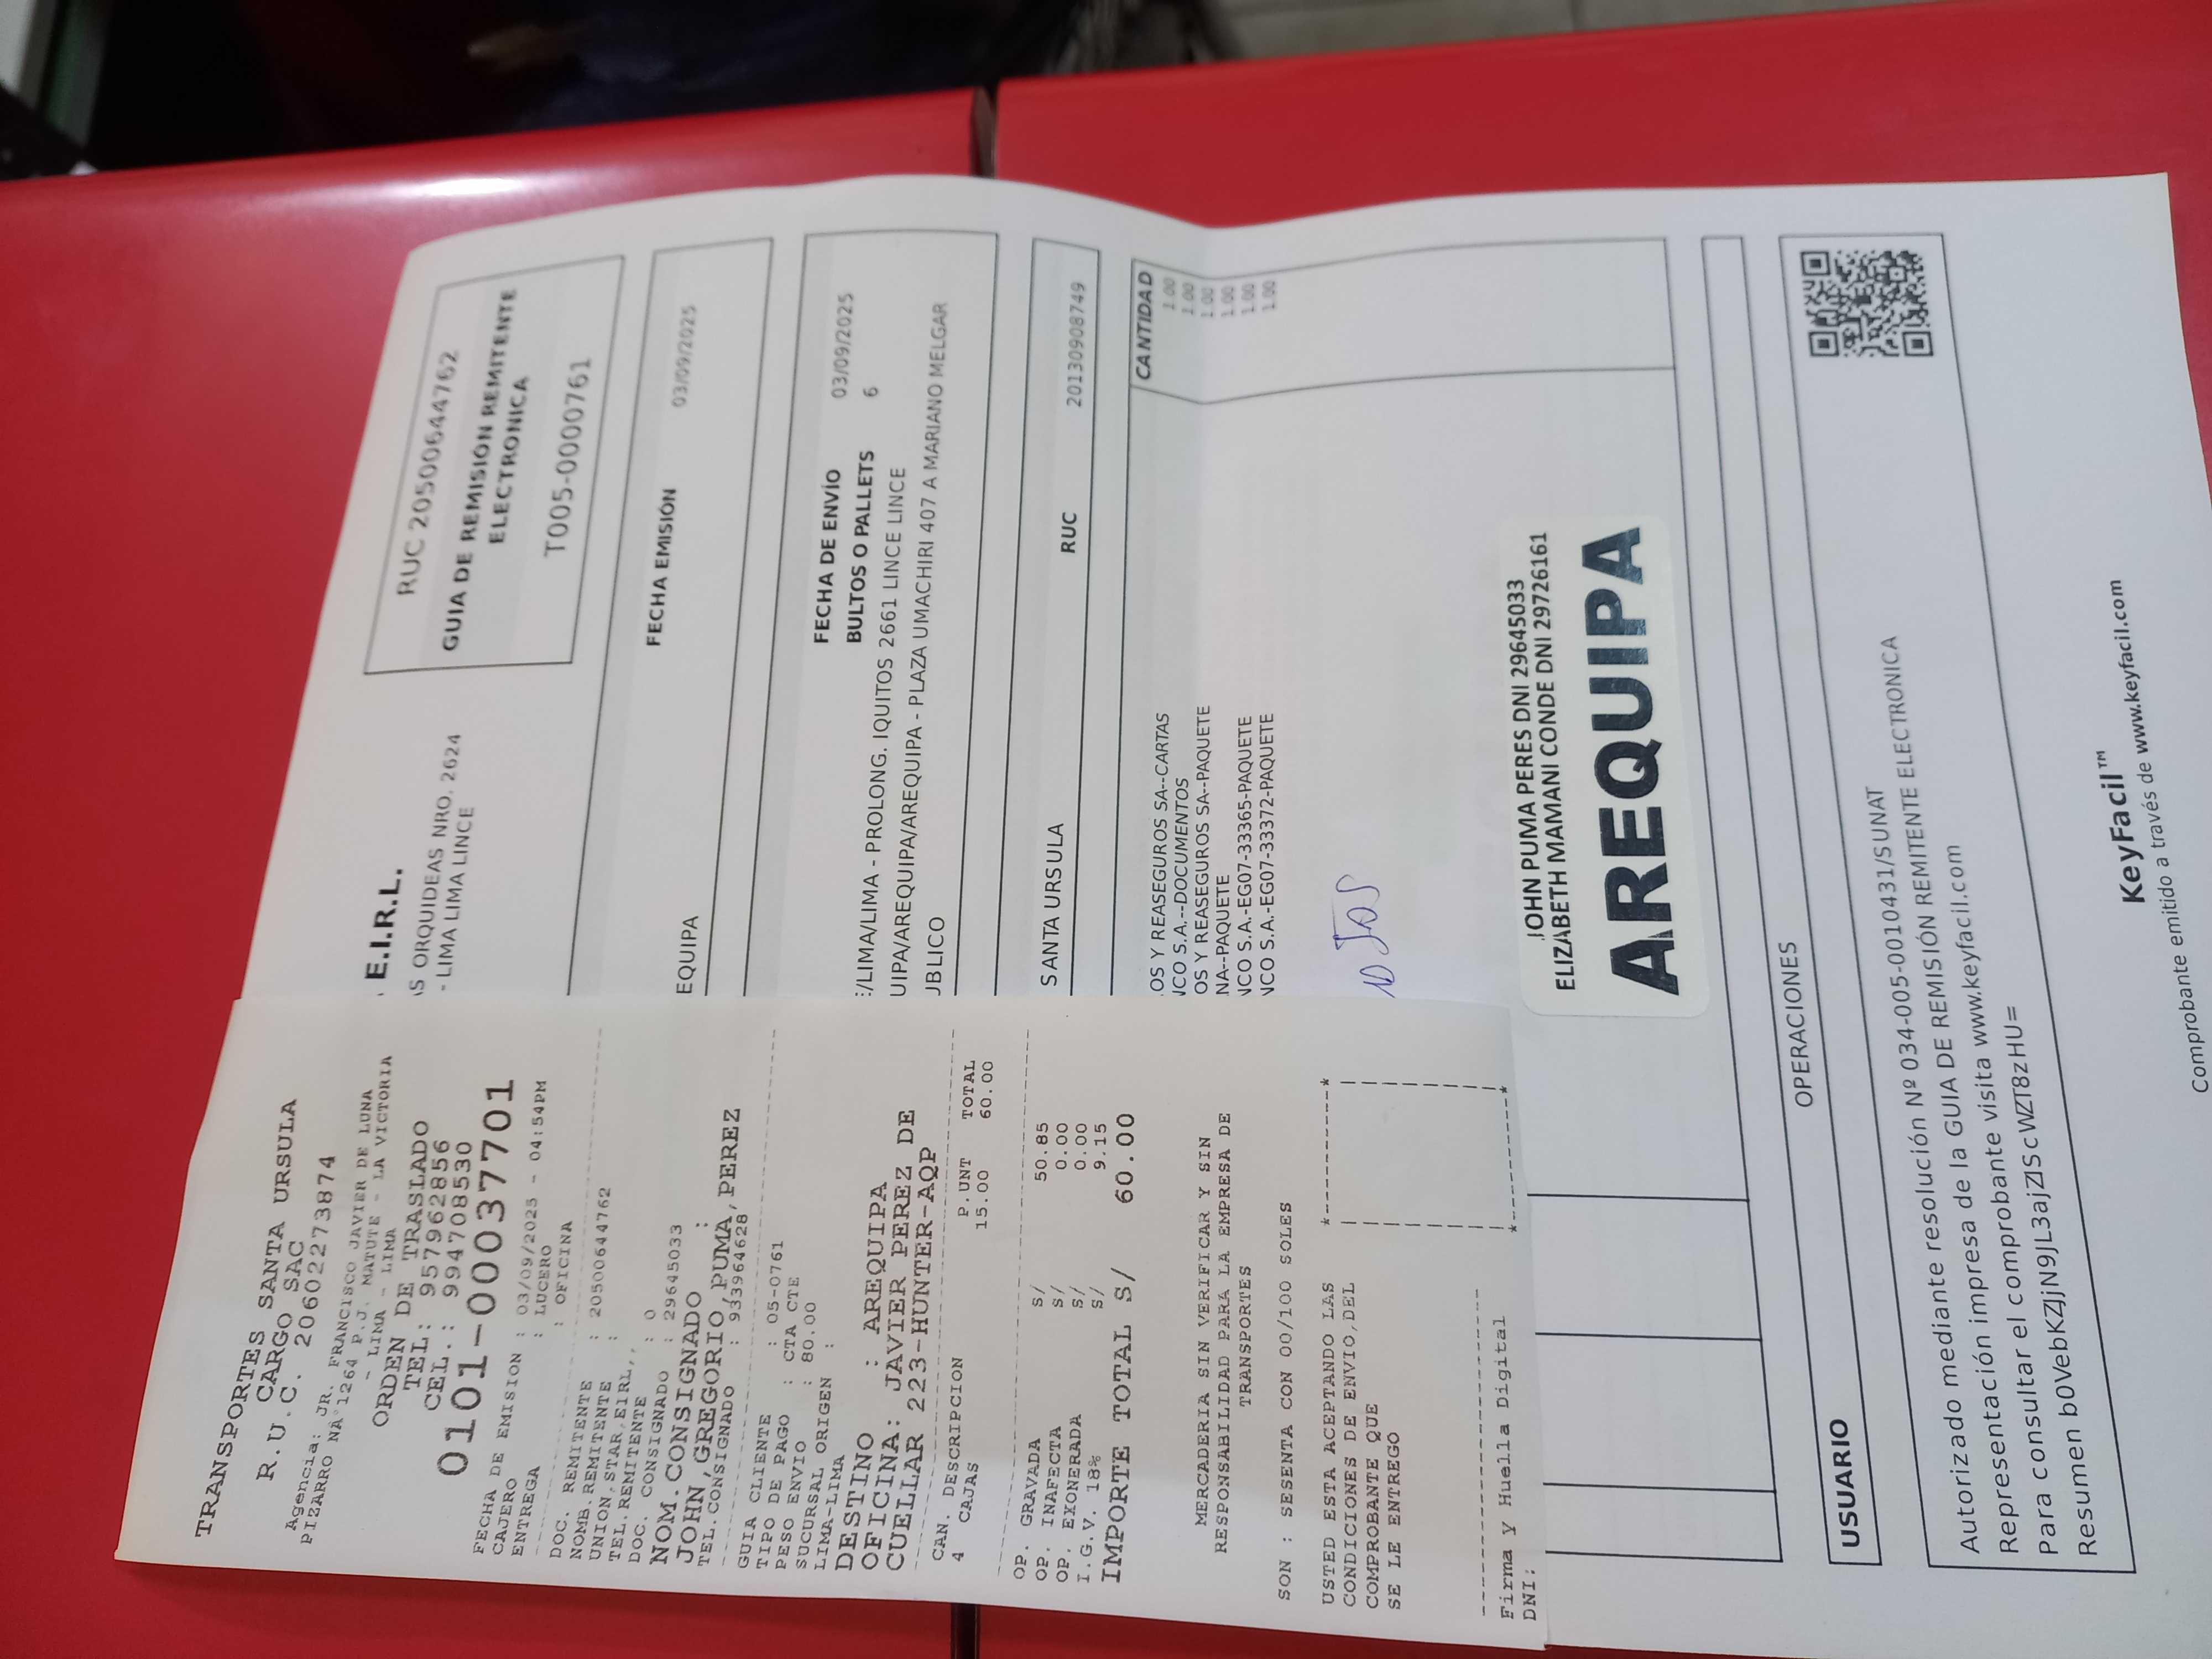 TRANSPORTES SANTA URSULA
CARGO SAC
R.U.C. 20602273874
Agencia: JR. FRANCISCO JAVIER DE LUNA
PIZARRO NÂº1264 P.J. MATUTE - LA VICTORIA
- LIMA - LIMA
ORDEN DE TRASLADO
TEL: 957962856
CEL.: 994708530
0101-00037701
FECHA DE EMISION : 03/09/2025 - 04:54PM
CAJERO : LUCERO
ENTREGA : OFICINA
DOC. REMITENTE : 20500644762
NOMB.REMITENTE :
UNION,STAR,EIRL,,
TEL.REMITENTE : 0
DOC. CONSIGNADO : 29645033
NOM.CONSIGNADO :
JOHN,GREGORIO,PUMA,PEREZ
TEL.CONSIGNADO : 933964628
GUIA CLIENTE : 05-0761
TIPO DE PAGO : CTA CTE
PESO ENVIO : 80.00
SUCURSAL ORIGEN :
LIMA-LIMA
DESTINO : AREQUIPA
OFICINA: JAVIER PEREZ DE
CUELLAR 223-HUNTER-AQP
CAN. DESCRIPCION P.UNT TOTAL
4 CAJAS 15.00 60.00
OP. GRAVADA S/ 50.85
OP. INAFECTA S/ 0.00
OP. EXONERADA S/ 0.00
I.G.V. 18% S/ 9.15
IMPORTE TOTAL S/ 60.00
MERCADERIA SIN VERIFICAR Y SIN
RESPONSABILIDAD PARA LA EMPRESA DE
TRANSPORTES
SON : SESENTA CON 00/100 SOLES
USTED ESTA ACEPTANDO LAS
CONDICIONES DE ENVIO,DEL
COMPROBANTE QUE
SE LE ENTREGO
Firma y Huella Digital
DNI:
E.I.R.L.
AS ORQUIDEAS NRO. 2624
- LIMA LIMA LINCE
RUC 20500644762
GUIA DE REMISION REMITENTE
ELECTRONICA
T005-0000761
EQUIPA
FECHA EMISIÓN 03/09/2025
FECHA DE ENVÍO 03/09/2025
BULTOS O PALLETS 6
E/LIMA/LIMA - PROLONG. IQUITOS 2661 LINCE LINCE
UIPA/AREQUIPA/AREQUIPA - PLAZA UMACHIRI 407 A MARIANO MELGAR
JBLICO
SANTA URSULA RUC 20130908749
CANTIDAD
OS Y REASEGUROS SA--CARTAS 1.00
NCO S.A.--DOCUMENTOS 1.00
OS Y REASEGUROS SA--PAQUETE 1.00
NA--PAQUETE 1.00
NCO S.A.-EG07-33365-PAQUETE 1.00
NCO S.A.-EG07-33372-PAQUETE 1.00
JOHN PUMA PERES DNI 29645033
ELIZABETH MAMANI CONDE DNI 29726161
AREQUIPA
USUARIO OPERACIONES
Autorizado mediante resolución Nº 034-005-0010431/SUNAT
Representación impresa de la GUIA DE REMISIÓN REMITENTE ELECTRONICA
Para consultar el comprobante visita www.keyfacil.com
Resumen b0VebKZJjN9JL3ajZlScWZT8zHU=
KeyFacil™
Comprobante emitido a través de www.keyfacil.com